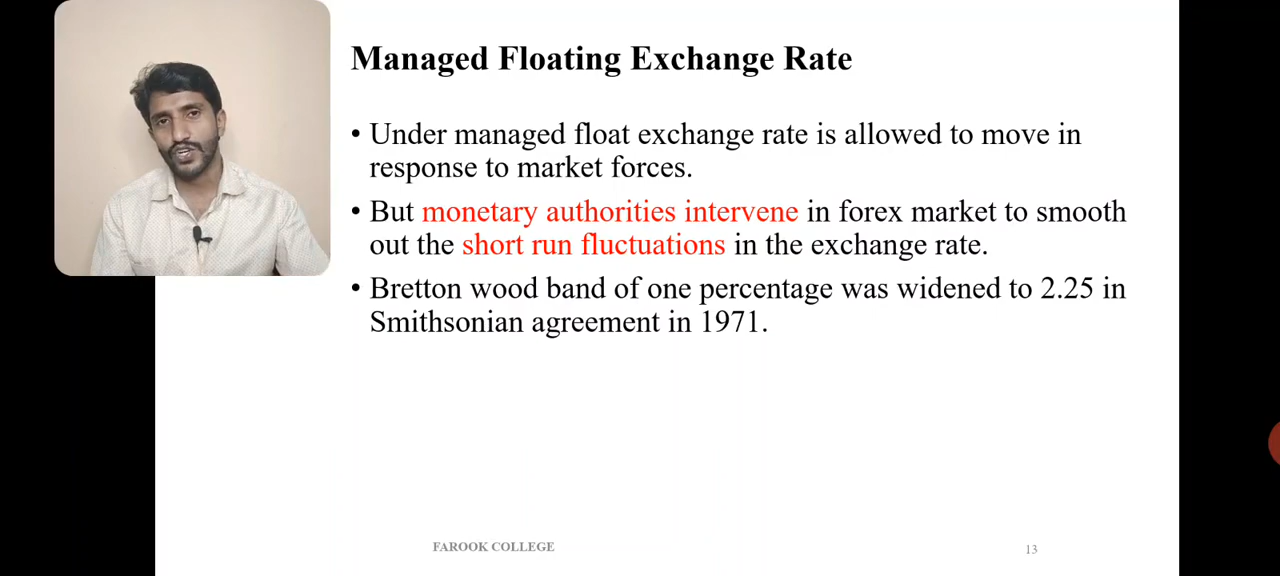 Managed Floating Exchange Rate
• Under managed float exchange rate is allowed to move in
response to market forces.
• But monetary authorities intervene in forex market to smooth
out the short run fluctuations in the exchange rate.
• Bretton wood band of one percentage was widened to 2.25 in
Smithsonian agreement in 1971.
FAROOK COLLEGE
13